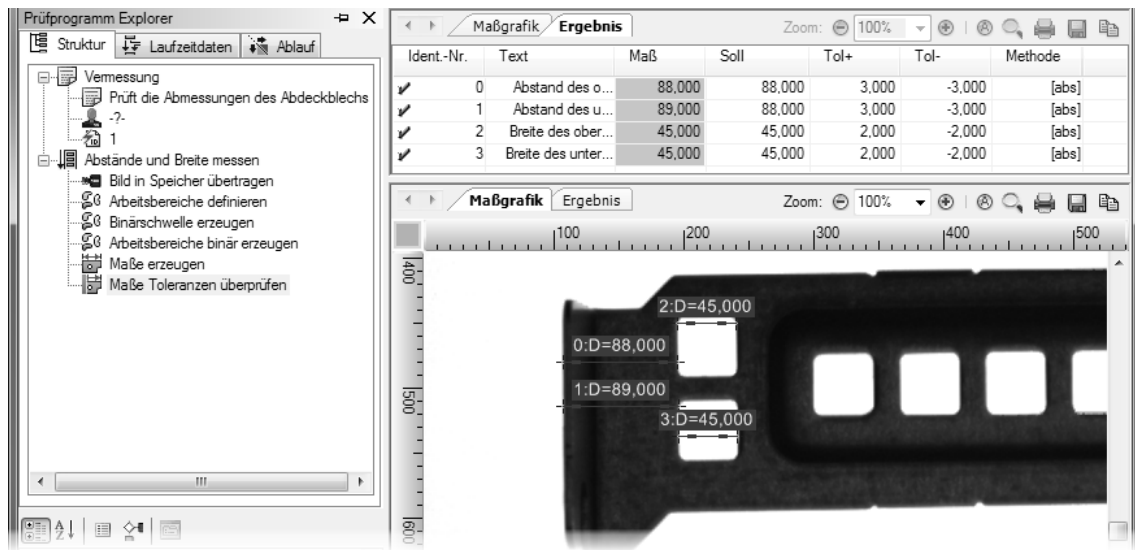 Prüfprogramm Explorer
Struktur
Laufzeitdaten
Ablauf
Vermessung
Prüft die Abmessungen des Abdeckblechs
-?-
1
Abstände und Breite messen
Bild in Speicher übertragen
Arbeitsbereiche definieren
Binärschwelle erzeugen
Arbeitsbereiche binär erzeugen
Maße erzeugen
Maße Toleranzen überprüfen
Maßgrafik Ergebnis Zoom: 100%
Ident.-Nr. Text Maß Soll Tol+ Tol- Methode
0 Abstand des o... 88,000 88,000 3,000 -3,000 [abs]
1 Abstand des u... 89,000 88,000 3,000 -3,000 [abs]
2 Breite des ober... 45,000 45,000 2,000 -2,000 [abs]
3 Breite des unter... 45,000 45,000 2,000 -2,000 [abs]
Maßgrafik Ergebnis Zoom: 100%
100 200 300 400 500
400
2:D=45,000
0:D=88,000
1:D=89,000
500
3:D=45,000
600